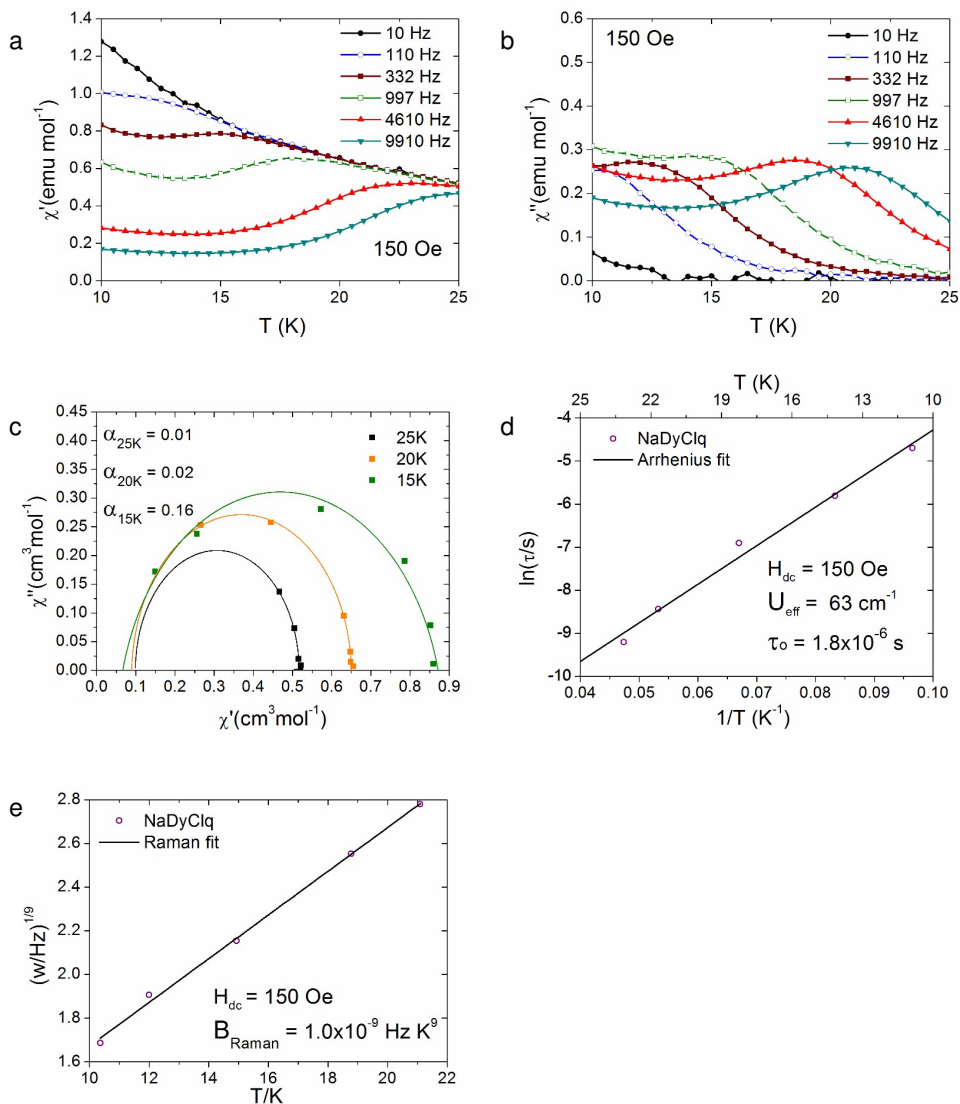 a
χ'(emu mol⁻¹)
1.4
1.2
1.0
0.8
0.6
0.4
0.2
0.0
10 Hz
110 Hz
332 Hz
997 Hz
4610 Hz
9910 Hz
150 Oe
10 15 20 25
T (K)
b
χ''(emu mol⁻¹)
0.6
0.5
0.4
0.3
0.2
0.1
0.0
150 Oe
10 Hz
110 Hz
332 Hz
997 Hz
4610 Hz
9910 Hz
10 15 20 25
T (K)
c
χ''(cm³mol⁻¹)
0.45
0.40
0.35
0.30
0.25
0.20
0.15
0.10
0.05
0.00
α25K = 0.01
α20K = 0.02
α15K = 0.16
25K
20K
15K
0.0 0.1 0.2 0.3 0.4 0.5 0.6 0.7 0.8 0.9
χ'(cm³mol⁻¹)
T (K)
25 22 18 16 14 13 11 10
d
ln(τ/s)
-4
-5
-6
-7
-8
-9
-10
NaDyClq
Arrhenius fit
Hdc = 150 Oe
Ueff = 63 cm⁻¹
τo = 1.8x10⁻⁶ s
0.04 0.05 0.06 0.07 0.08 0.09 0.10
1/T (K⁻¹)
e
(w/Hz)¹/⁹
2.8
2.6
2.4
2.2
2.0
1.8
1.6
NaDyClq
Raman fit
Hdc = 150 Oe
BRaman = 1.0x10⁻⁹ Hz K⁹
10 12 14 16 18 20 22
T/K